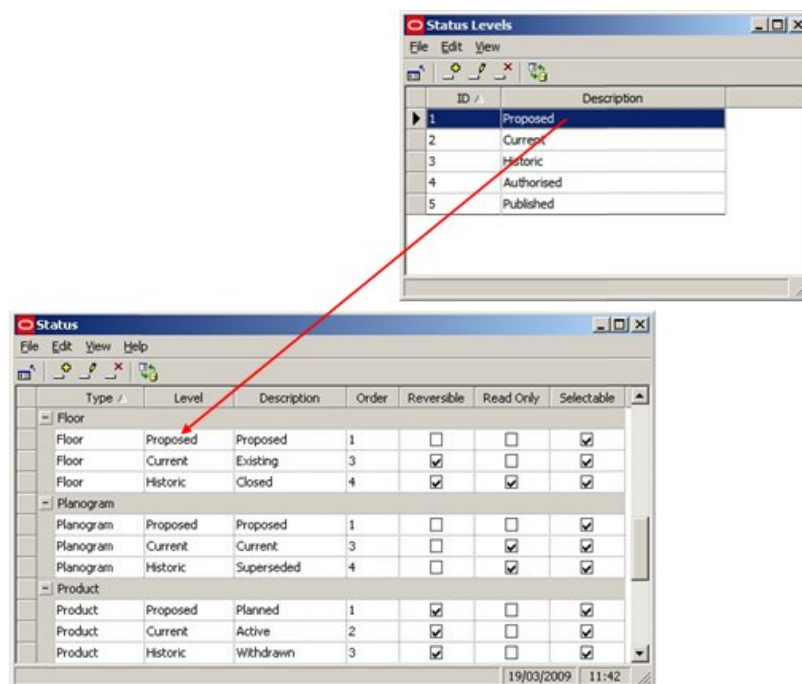 Status Levels
File Edit View
ID Description
1 Proposed
2 Current
3 Historic
4 Authorised
5 Published
Status
File Edit View Help
Type Level Description Order Reversible Read Only Selectable
Floor
Floor Proposed Proposed 1
Floor Current Existing 3
Floor Historic Closed 4
Planogram
Planogram Proposed Proposed 1
Planogram Current Current 3
Planogram Historic Superseded 4
Product
Product Proposed Planned 1
Product Current Active 2
Product Historic Withdrawn 3
19/03/2009 11:42